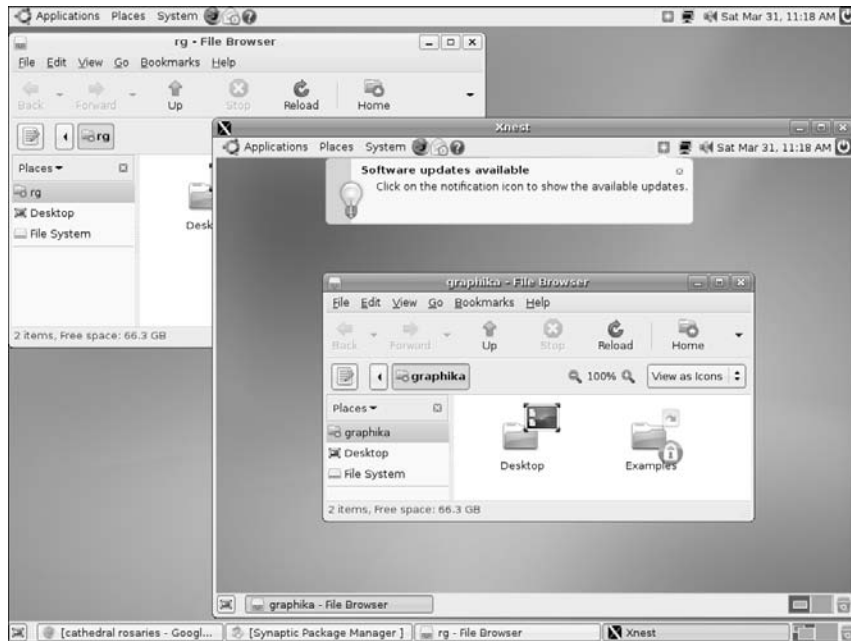 Applications Places System
Sat Mar 31, 11:18 AM
rg - File Browser
File Edit View Go Bookmarks Help
Back Forward Up Stop Reload Home
rg
Places
rg
Desktop
File System
Desk
2 items, Free space: 66.3 GB
Xnest
Applications Places System
Sat Mar 31, 11:18 AM
Software updates available
Click on the notification icon to show the available updates.
graphika - File Browser
File Edit View Go Bookmarks Help
Back Forward Up Stop Reload Home
graphika 100% View as Icons
Places
graphika
Desktop
File System
Desktop Examples
2 items, Free space: 66.3 GB
graphika - File Browser
[cathedral rosaries - Googl... [Synaptic Package Manager ] rg - File Browser Xnest